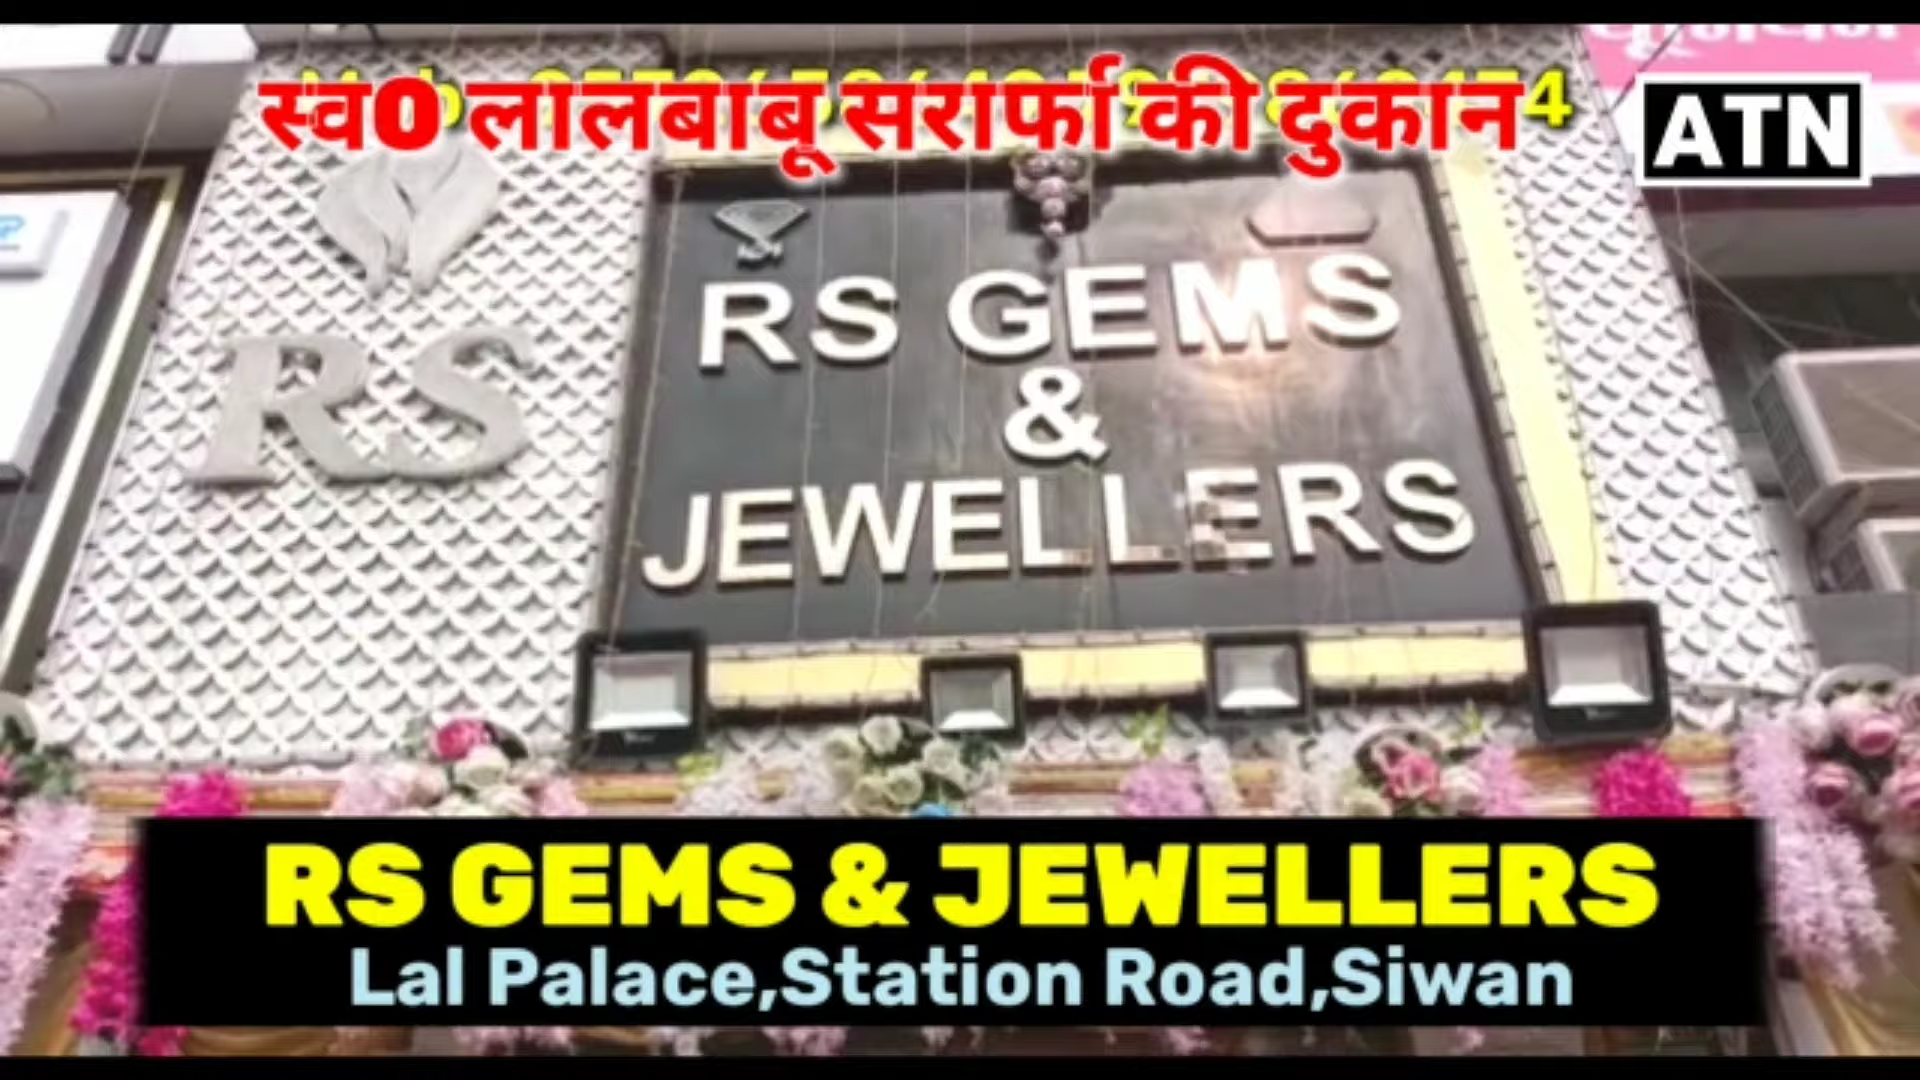 स्व0 लालबाबू सरार्फा की दुकान
ATN
RS GEMS
&
JEWELLERS
RS
RS GEMS & JEWELLERS
Lal Palace,Station Road,Siwan